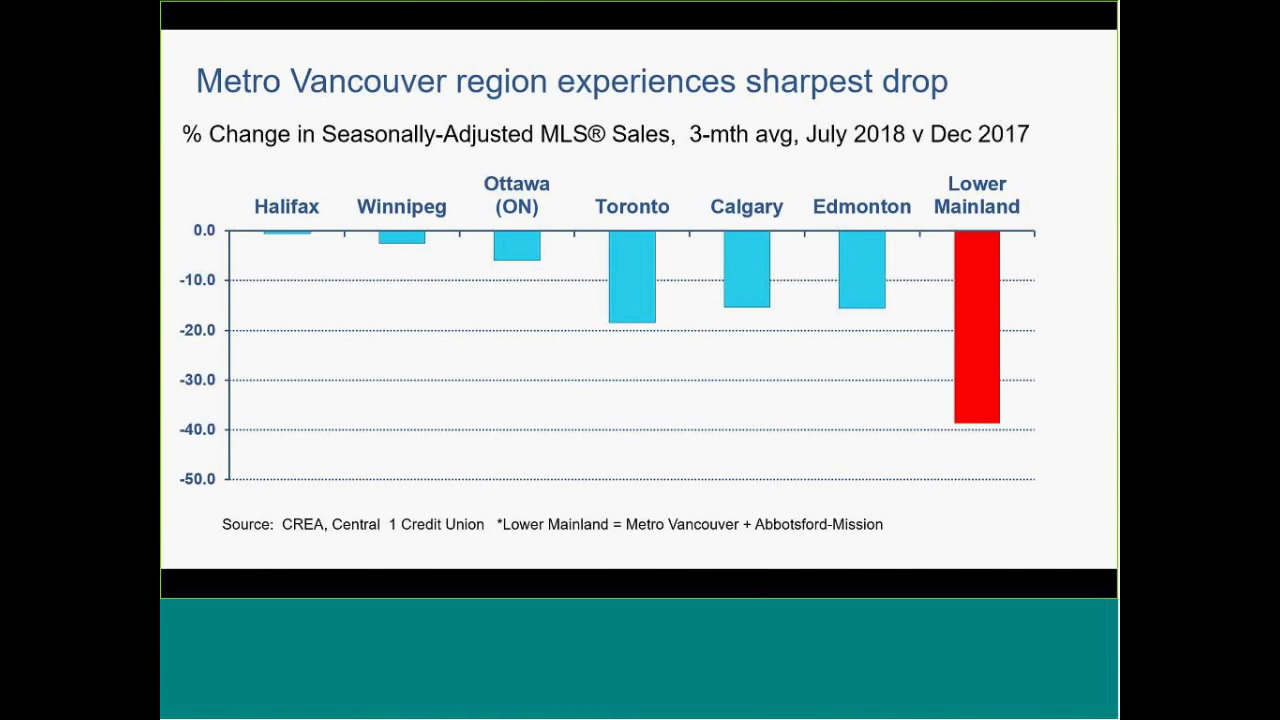 Metro Vancouver region experiences sharpest drop
% Change in Seasonally-Adjusted MLS® Sales,  3-mth avg, July 2018 v Dec 2017
Halifax
Winnipeg
Ottawa
(ON)
Toronto
Calgary
Edmonton
Lower
Mainland
0.0
-10.0
-20.0
-30.0
-40.0
-50.0
Source:  CREA, Central  1 Credit Union   *Lower Mainland = Metro Vancouver + Abbotsford-Mission